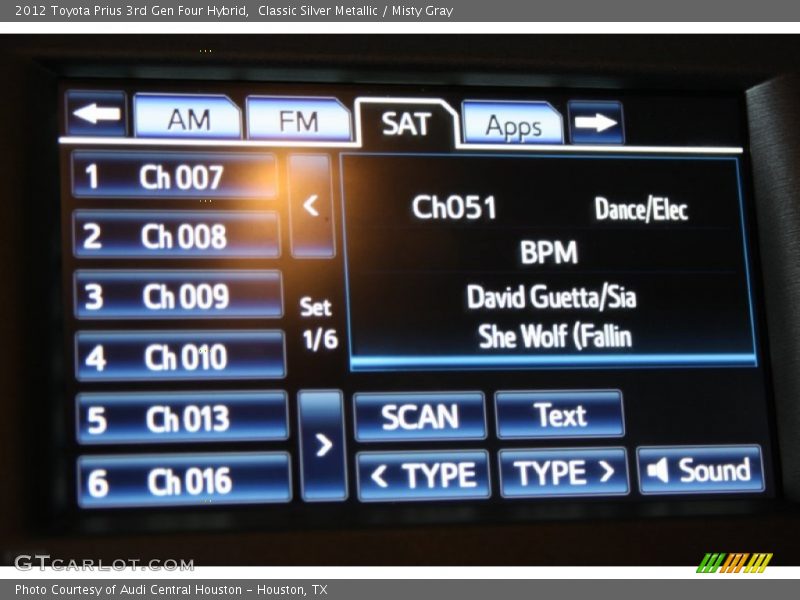 2012 Toyota Prius 3rd Gen Four Hybrid, Classic Silver Metallic / Misty Gray
AM
FM
SAT
Apps
1 Ch 007
2 Ch 008
3 Ch 009
4 Ch 010
5 Ch 013
6 Ch 016
<
Set
1/6
>
Ch051
Dance/Elec
BPM
David Guetta/Sia
She Wolf (Fallin
SCAN
Text
< TYPE
TYPE >
Sound
GTCARLOT.COM
Photo Courtesy of Audi Central Houston - Houston, TX